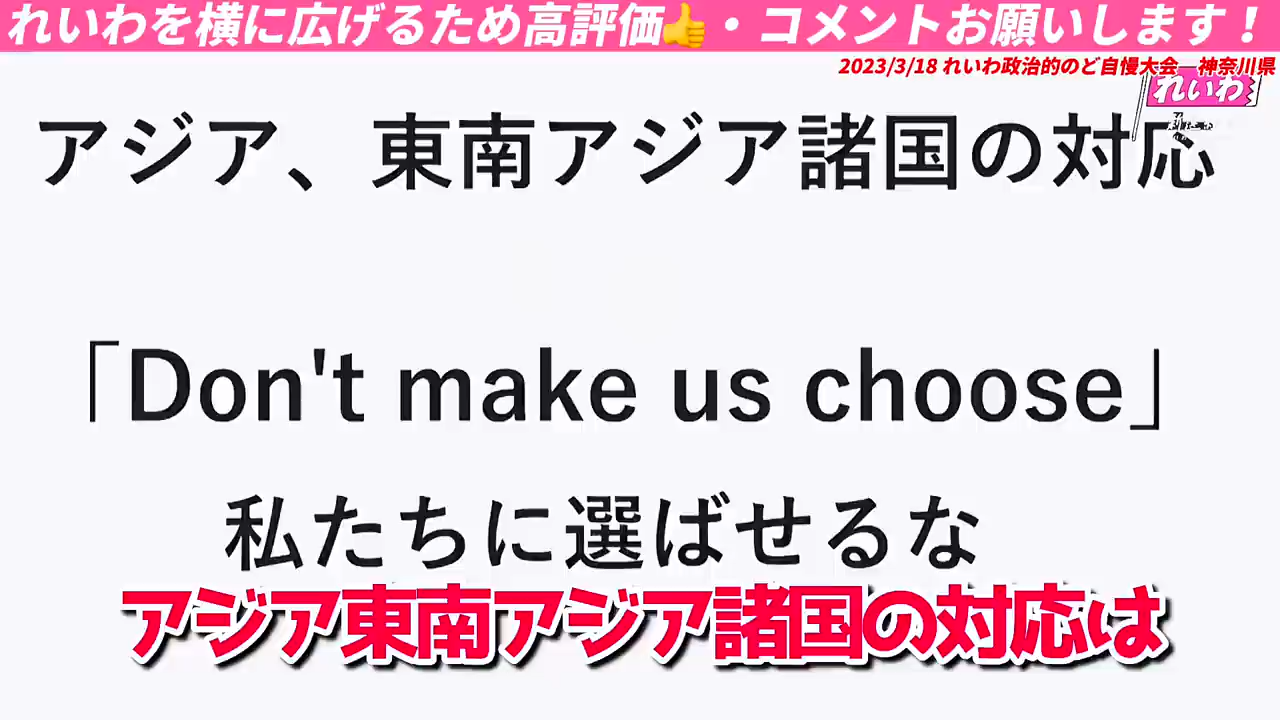 れいわを横に広げるため高評価👍・コメントお願いします！
2023/3/18 れいわ政治的のど自慢大会－神奈川県
れいわ
アジア、東南アジア諸国の対応
「Don't make us choose」
私たちに選ばせるな
アジア東南アジア諸国の対応は